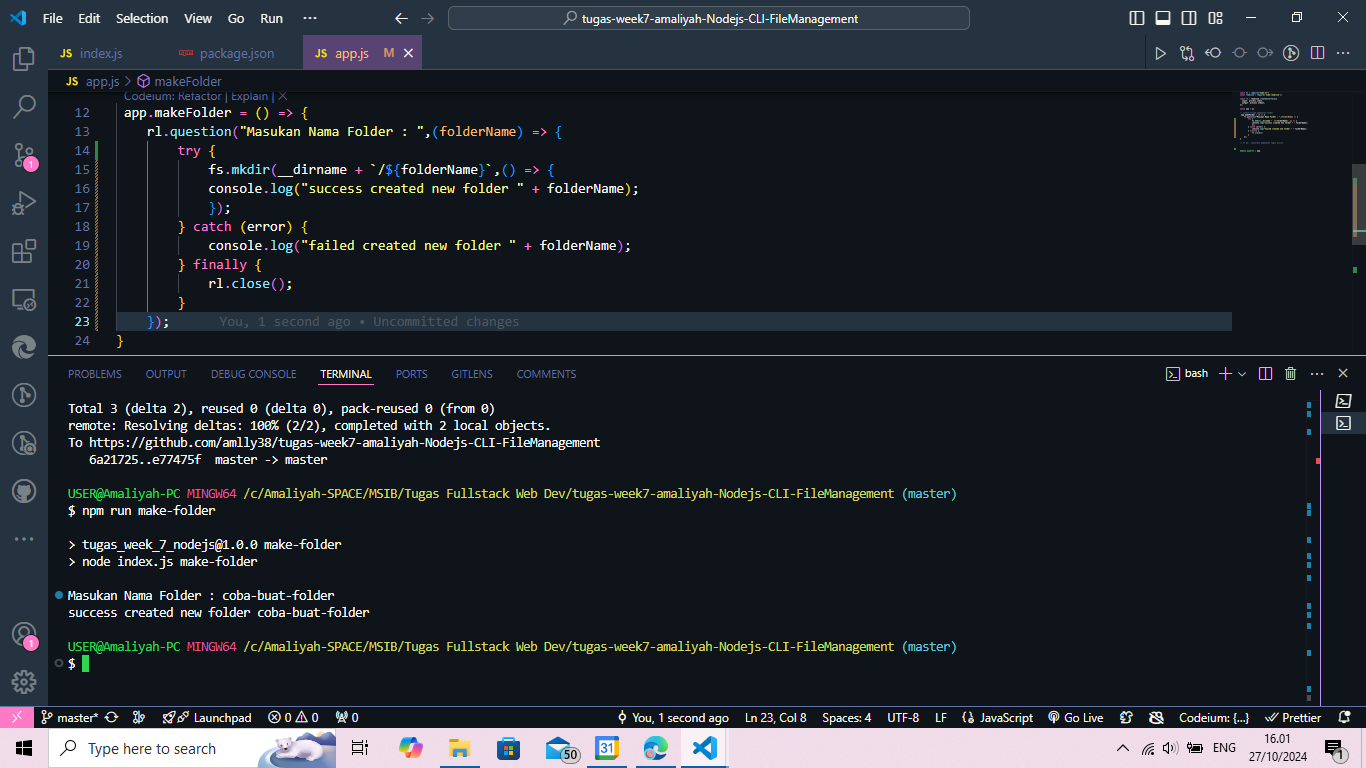 File Edit Selection View Go Run ··· tugas-week7-amaliyah-Nodejs-CLI-FileManagement
JS index.js package.json JS app.js M
JS app.js > makeFolder
Codeium: Refactor | Explain | X
12 app.makeFolder = () => {
13 rl.question("Masukan Nama Folder : ",(folderName) => {
14 try {
15 fs.mkdir(__dirname + `/${folderName}`,() => {
16 console.log("success created new folder " + folderName);
17 });
18 } catch (error) {
19 console.log("failed created new folder " + folderName);
20 } finally {
21 rl.close();
22 }
23 }); You, 1 second ago • Uncommitted changes
24 }
PROBLEMS OUTPUT DEBUG CONSOLE TERMINAL PORTS GITLENS COMMENTS bash
Total 3 (delta 2), reused 0 (delta 0), pack-reused 0 (from 0)
remote: Resolving deltas: 100% (2/2), completed with 2 local objects.
To https://github.com/amlly38/tugas-week7-amaliyah-Nodejs-CLI-FileManagement
6a21725..e77475f master -> master
USER@Amaliyah-PC MINGW64 /c/Amaliyah-SPACE/MSIB/Tugas Fullstack Web Dev/tugas-week7-amaliyah-Nodejs-CLI-FileManagement (master)
$ npm run make-folder
> tugas_week_7_nodejs@1.0.0 make-folder
> node index.js make-folder
Masukan Nama Folder : coba-buat-folder
success created new folder coba-buat-folder
USER@Amaliyah-PC MINGW64 /c/Amaliyah-SPACE/MSIB/Tugas Fullstack Web Dev/tugas-week7-amaliyah-Nodejs-CLI-FileManagement (master)
$
1
1
master* Launchpad 0 0 0 You, 1 second ago Ln 23, Col 8 Spaces: 4 UTF-8 LF {} JavaScript Go Live Codeium: {...} Prettier
Type here to search 50 31 ENG 16.01
27/10/2024 1